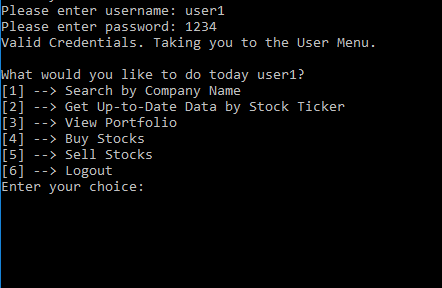 Please enter username: user1
Please enter password: 1234
Valid Credentials. Taking you to the User Menu.
What would you like to do today user1?
[1] --> Search by Company Name
[2] --> Get Up-to-Date Data by Stock Ticker
[3] --> View Portfolio
[4] --> Buy Stocks
[5] --> Sell Stocks
[6] --> Logout
Enter your choice: